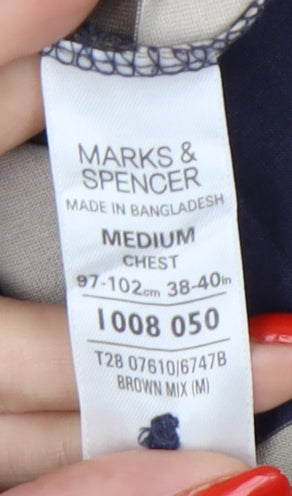 MARKS &
SPENCER
MADE IN BANGLADESH
MEDIUM
CHEST
97-102cm 38-40in
1008 050
T28 07610/6747B
BROWN MIX (M)